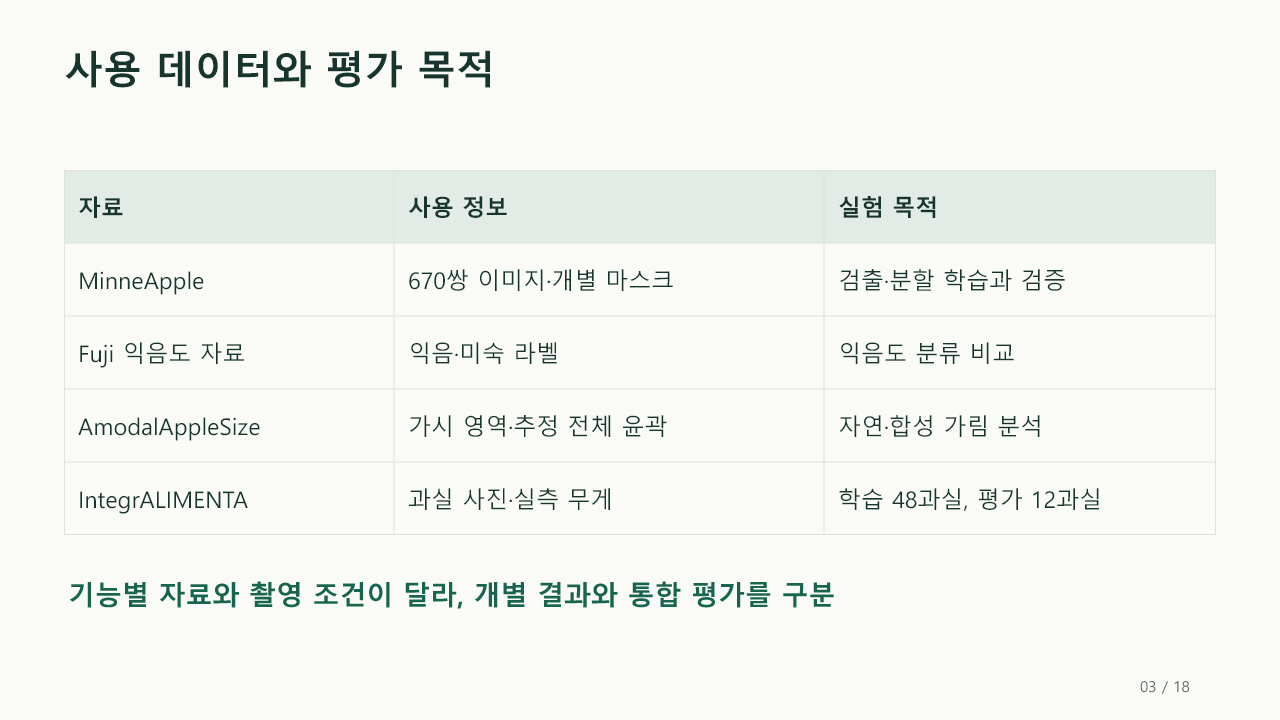 사용 데이터와 평가 목적
자료 사용 정보 실험 목적
MinneApple 670쌍 이미지·개별 마스크 검출·분할 학습과 검증
Fuji 익음도 자료 익음·미숙 라벨 익음도 분류 비교
AmodalAppleSize 가시 영역·추정 전체 윤곽 자연·합성 가림 분석
IntegrALIMENTA 과실 사진·실측 무게 학습 48과실, 평가 12과실
기능별 자료와 촬영 조건이 달라, 개별 결과와 통합 평가를 구분
03 / 18